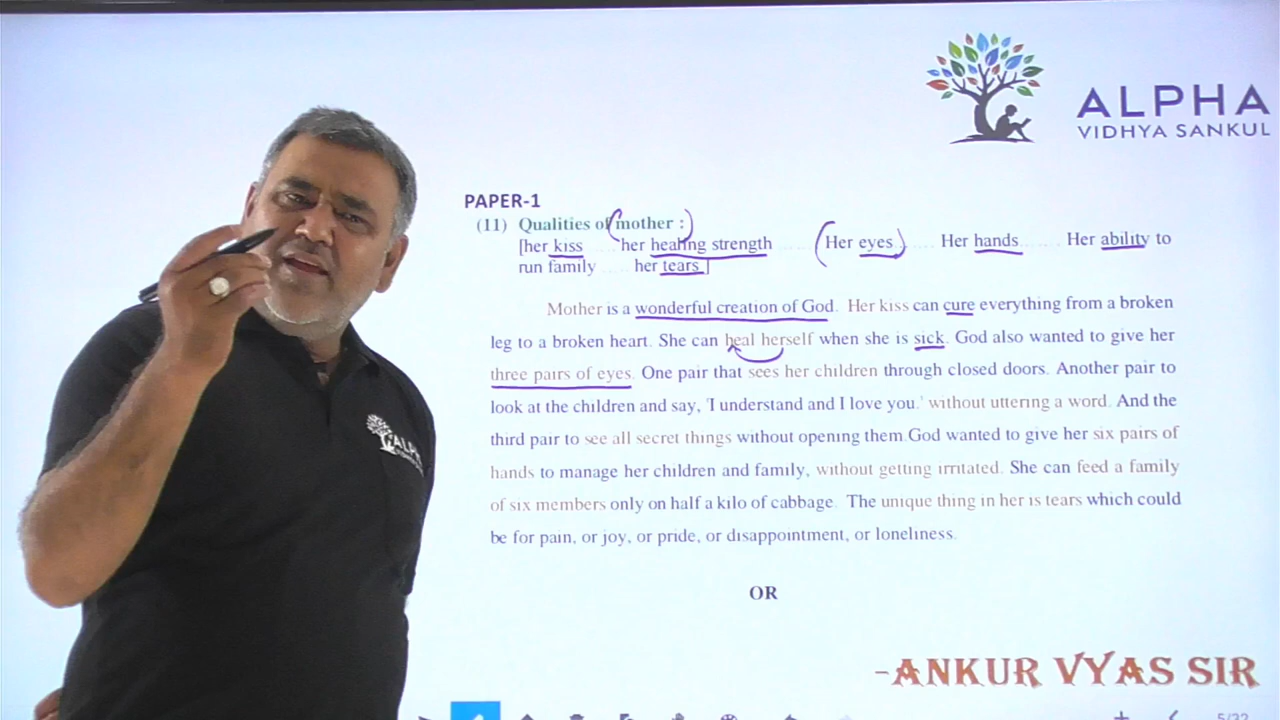 ALPHA
VIDHYA SANKUL
PAPER-1
(11) Qualities of mother :
[her kiss ..... her healing strength ..... Her eyes ..... Her hands ..... Her ability to
run family ..... her tears ]
Mother is a wonderful creation of God. Her kiss can cure everything from a broken
leg to a broken heart. She can heal herself when she is sick. God also wanted to give her
three pairs of eyes. One pair that sees her children through closed doors. Another pair to
look at the children and say, 'I understand and I love you.' without uttering a word. And the
third pair to see all secret things without opening them.God wanted to give her six pairs of
hands to manage her children and family, without getting irritated. She can feed a family
of six members only on half a kilo of cabbage. The unique thing in her is tears which could
be for pain, or joy, or pride, or disappointment, or loneliness.
OR
-ANKUR VYAS SIR